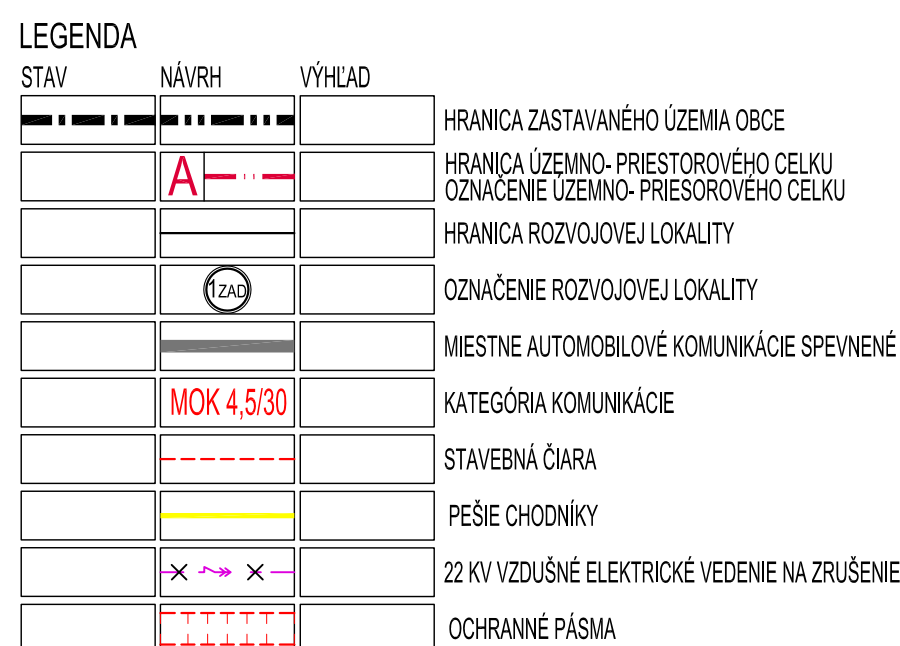 LEGENDA
STAV NÁVRH VÝHĽAD
HRANICA ZASTAVANÉHO ÚZEMIA OBCE
A
HRANICA ÚZEMNO- PRIESTOROVÉHO CELKU
OZNAČENIE ÚZEMNO- PRIESOROVÉHO CELKU
HRANICA ROZVOJOVEJ LOKALITY
1ZAD OZNAČENIE ROZVOJOVEJ LOKALITY
MIESTNE AUTOMOBILOVÉ KOMUNIKÁCIE SPEVNENÉ
MOK 4,5/30 KATEGÓRIA KOMUNIKÁCIE
STAVEBNÁ ČIARA
PEŠIE CHODNÍKY
22 KV VZDUŠNÉ ELEKTRICKÉ VEDENIE NA ZRUŠENIE
OCHRANNÉ PÁSMA